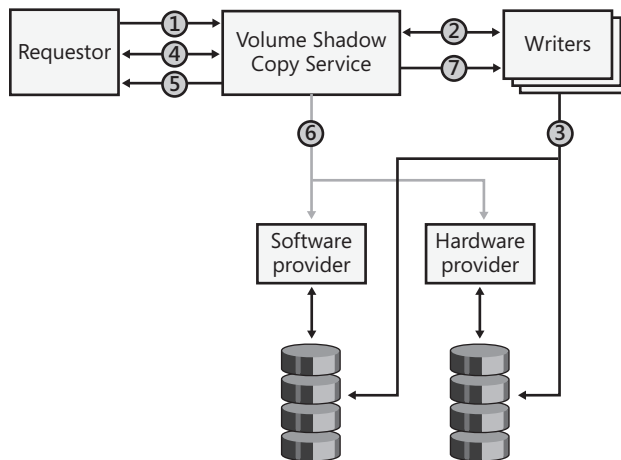 Requestor
1
4
5
Volume Shadow
Copy Service
2
7
Writers
6
3
Software
provider
Hardware
provider